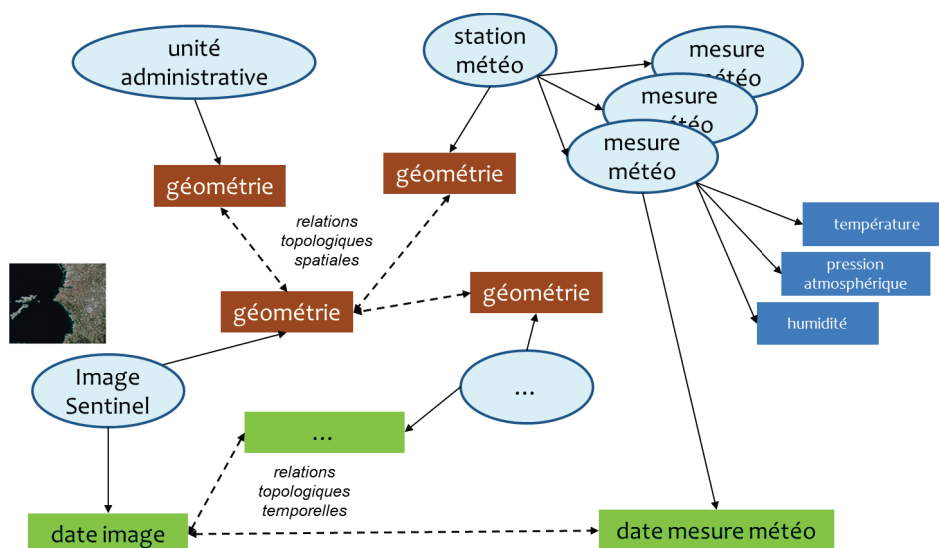 unité
administrative
station
météo
mesure
météo
mesure
météo
mesure
météo
géométrie
géométrie
relations
topologiques
spatiales
température
pression
atmosphérique
humidité
géométrie
géométrie
Image
Sentinel
...
...
relations
topologiques
temporelles
date image
date mesure météo